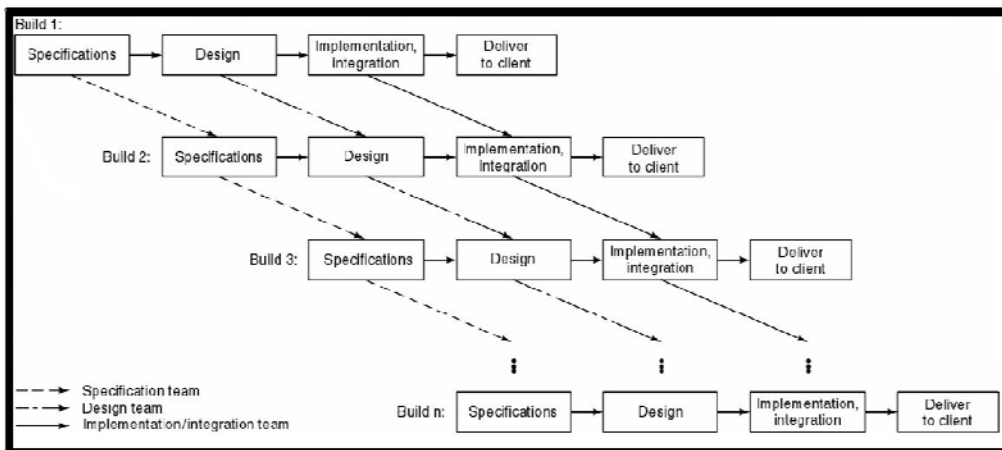 Build 1:
Specifications
Design
Implementation,
integration
Deliver
to client
Build 2:
Specifications
Design
Implementation,
integration
Deliver
to client
Build 3:
Specifications
Design
Implementation,
integration
Deliver
to client
Specification team
Design team
Implementation/integration team
Build n:
Specifications
Design
Implementation,
integration
Deliver
to client